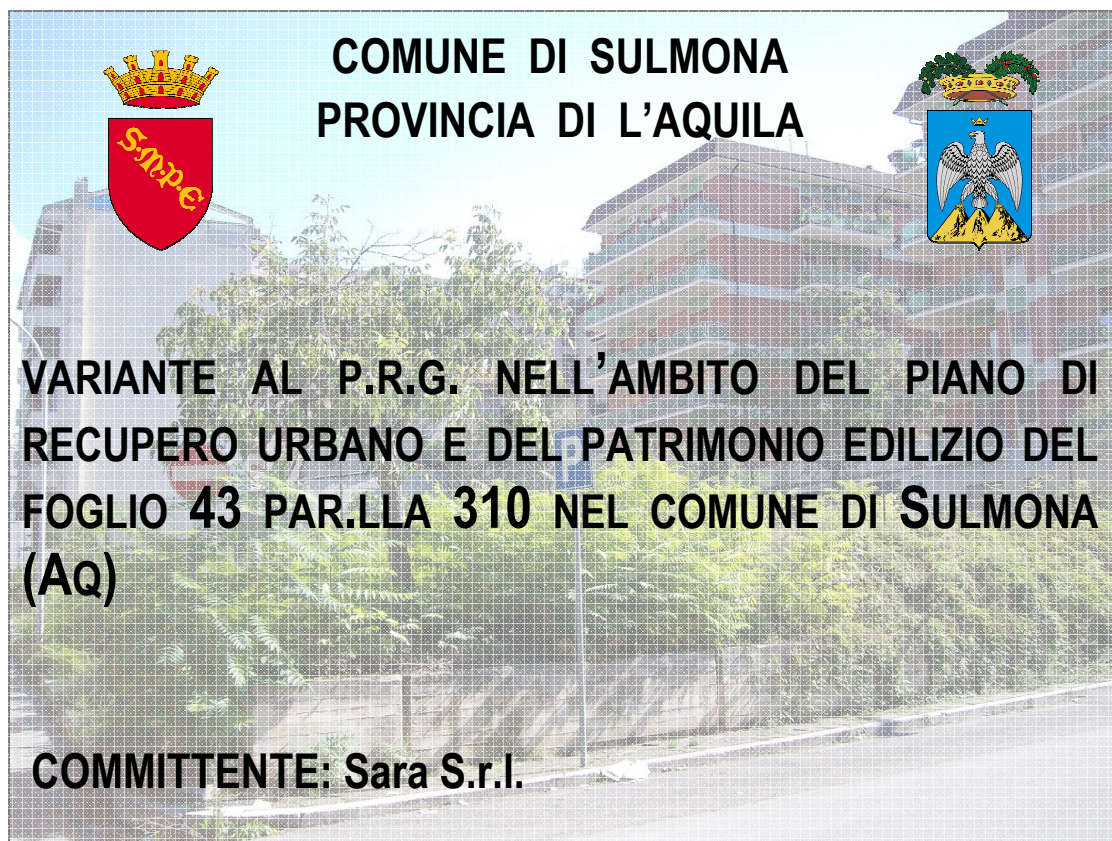 COMUNE DI SULMONA
PROVINCIA DI L’AQUILA
S·M·P·E
VARIANTE AL P.R.G. NELL’AMBITO DEL PIANO DI
RECUPERO URBANO E DEL PATRIMONIO EDILIZIO DEL
FOGLIO 43 PAR.LLA 310 NEL COMUNE DI SULMONA
(AQ)
P
COMMITTENTE: Sara S.r.l.